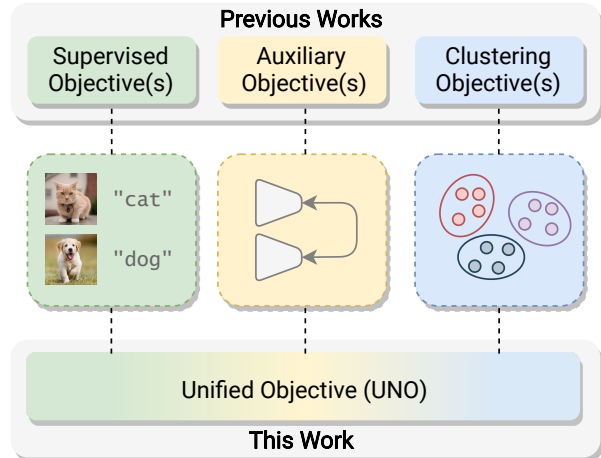 Previous Works
Supervised
Objective(s)
Auxiliary
Objective(s)
Clustering
Objective(s)
"cat"
"dog"
Unified Objective (UNO)
This Work